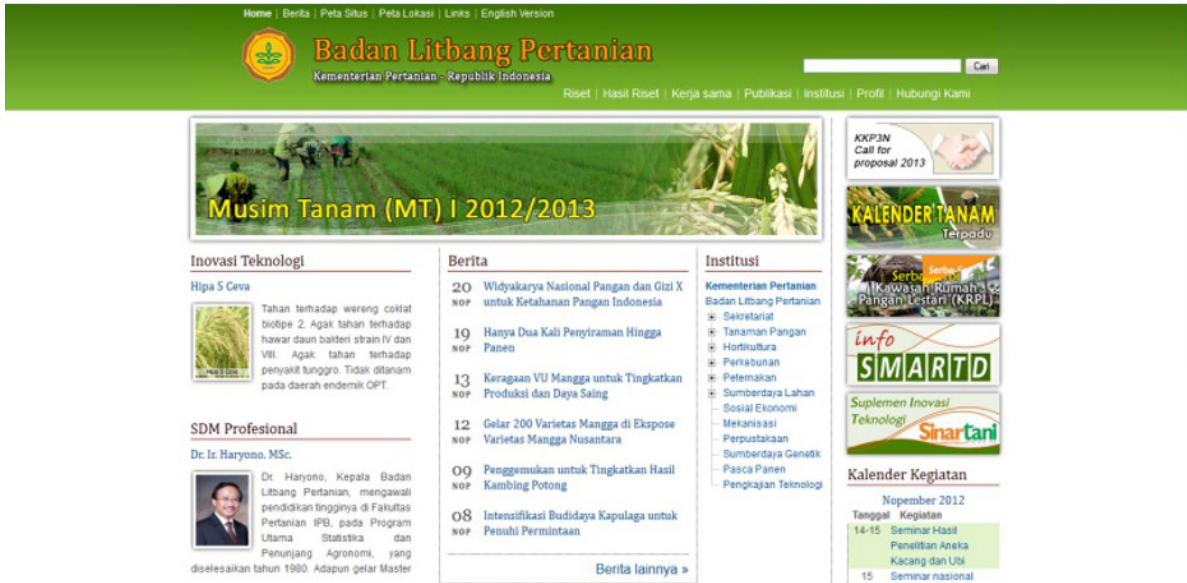 Home | Berita | Peta Situs | Peta Lokasi | Links | English Version
Badan Litbang Pertanian
Kementerian Pertanian - Republik Indonesia
Cari
Riset | Hasil Riset | Kerja sama | Publikasi | Institusi | Profil | Hubungi Kami
Musim Tanam (MT) I 2012/2013
Inovasi Teknologi
Hipa 5 Ceva
Tahan terhadap wereng coklat
biotipe 2. Agak tahan terhadap
hawar daun bakteri strain IV dan
VIII. Agak tahan terhadap
penyakit tunggro. Tidak ditanam
pada daerah endemik OPT.
Hipa 5 Ceva
SDM Profesional
Dr. Ir. Haryono, MSc.
Dr. Haryono, Kepala Badan
Litbang Pertanian, mengawali
pendidikan tingginya di Fakultas
Pertanian IPB, pada Program
Utama Statistika dan
Penunjang Agronomi, yang
diselesaikan tahun 1980. Adapun gelar Master
Berita
20 NOP Widyakarya Nasional Pangan dan Gizi X
untuk Ketahanan Pangan Indonesia
19 NOP Hanya Dua Kali Penyiraman Hingga
Panen
13 NOP Keragaan VU Mangga untuk Tingkatkan
Produksi dan Daya Saing
12 NOP Gelar 200 Varietas Mangga di Ekspose
Varietas Mangga Nusantara
09 NOP Penggemukan untuk Tingkatkan Hasil
Kambing Potong
08 NOP Intensifikasi Budidaya Kapulaga untuk
Penuhi Permintaan
Berita lainnya »
Institusi
Kementerian Pertanian
Badan Litbang Pertanian
Sekretariat
Tanaman Pangan
Hortikultura
Perkebunan
Peternakan
Sumberdaya Lahan
Sosial Ekonomi
Mekanisasi
Perpustakaan
Sumberdaya Genetik
Pasca Panen
Pengkajian Teknologi
KKP3N
Call for
proposal 2013
KALENDER TANAM
Terpadu
Serba
Kawasan Rumah
Pangan Lestari (KRPL)
info
SMARTD
Suplemen Inovasi
Teknologi
Sinartani
Kalender Kegiatan
Nopember 2012
Tanggal Kegiatan
14-15 Seminar Hasil
Penelitian Aneka
Kacang dan Ubi
15 Seminar nasional